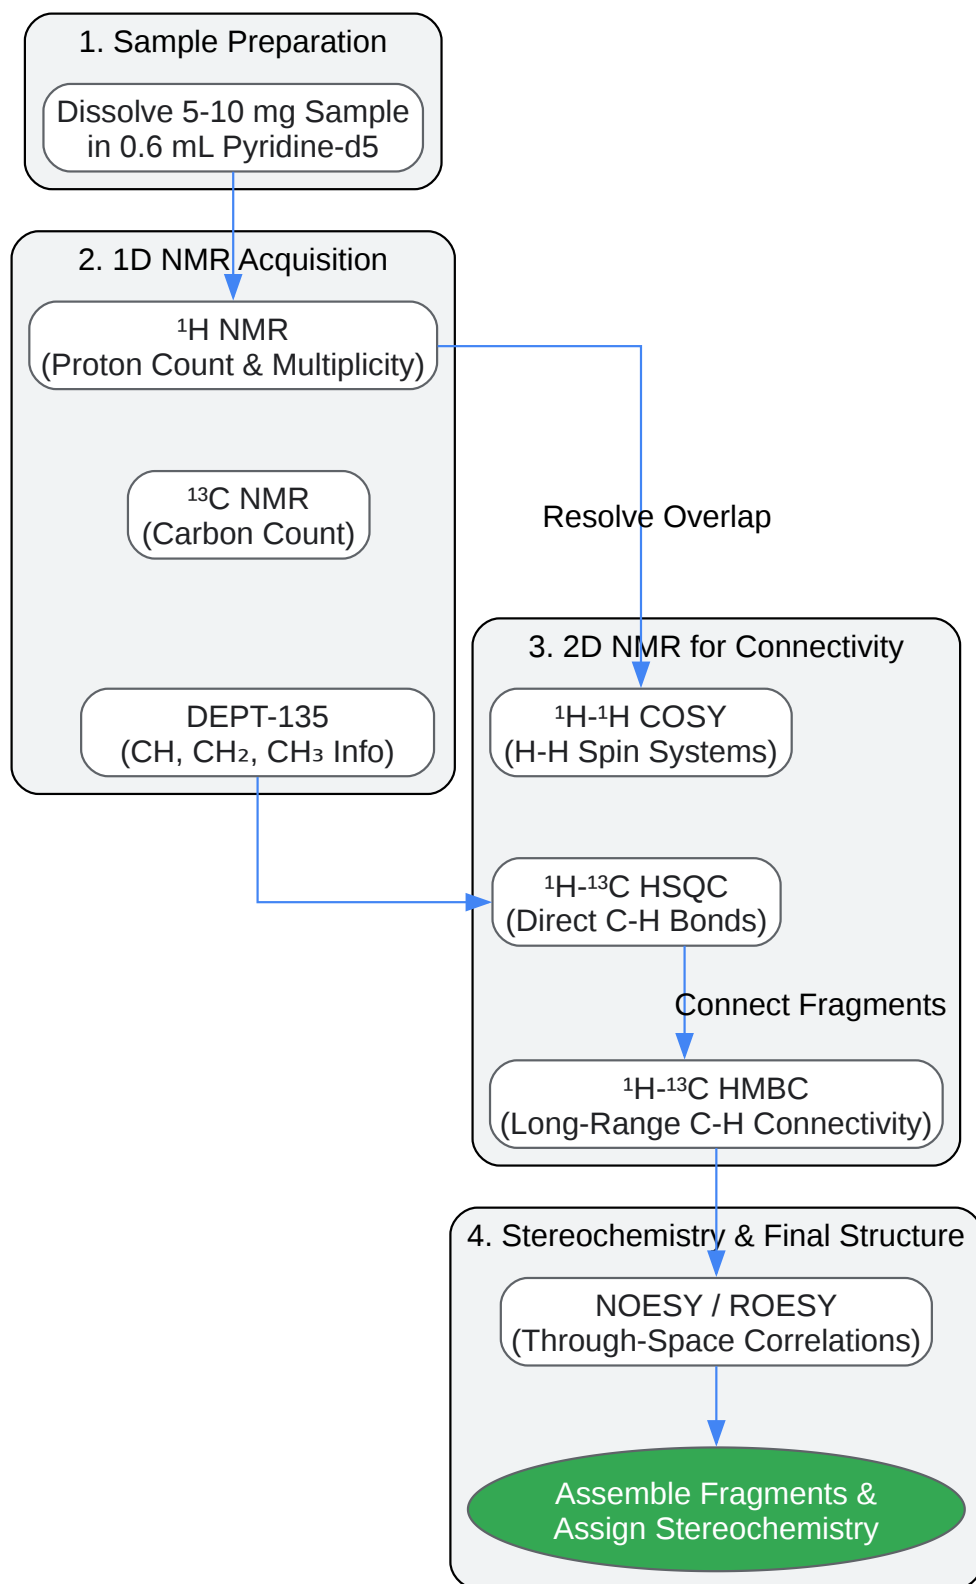 1. Sample Preparation
Dissolve 5-10 mg Sample
in 0.6 mL Pyridine-d5
2. 1D NMR Acquisition
¹H NMR
(Proton Count & Multiplicity)
¹³C NMR
(Carbon Count)
Resolve Overlap
DEPT-135
(CH, CH₂, CH₃ Info)
3. 2D NMR for Connectivity
¹H-¹H COSY
(H-H Spin Systems)
¹H-¹³C HSQC
(Direct C-H Bonds)
Connect Fragments
¹H-¹³C HMBC
(Long-Range C-H Connectivity)
4. Stereochemistry & Final Structure
NOESY / ROESY
(Through-Space Correlations)
Assemble Fragments &
Assign Stereochemistry